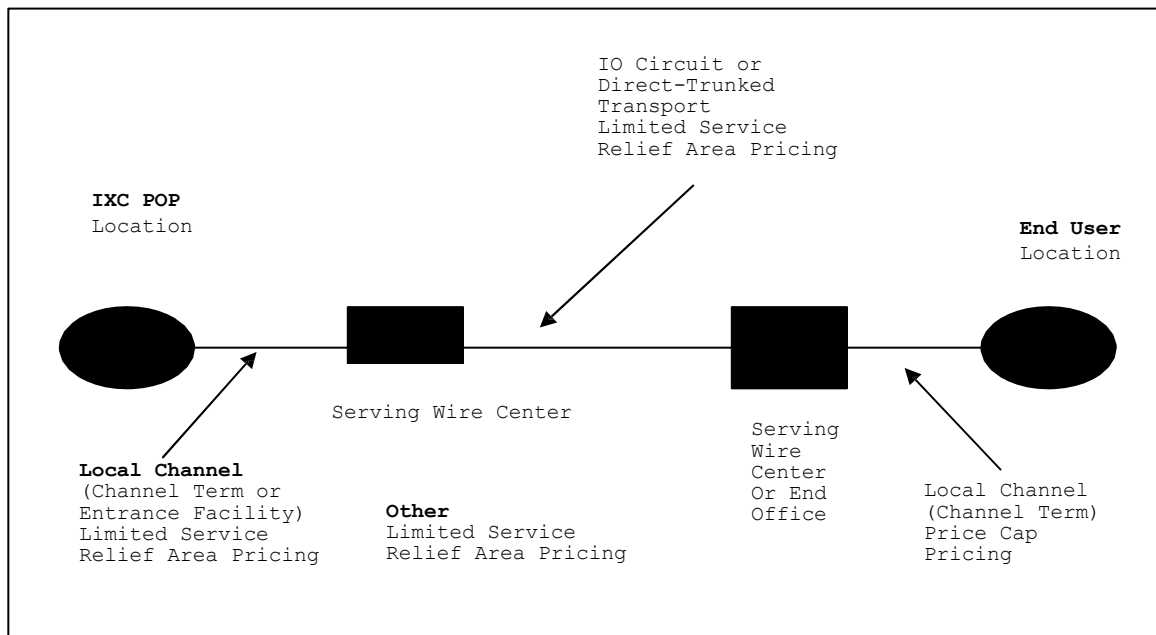 IO Circuit or
Direct-Trunked
Transport
Limited Service
Relief Area Pricing
IXC POP
Location
End User
Location
Serving Wire Center
Serving
Wire
Center
Or End
Office
Local Channel
(Channel Term or
Entrance Facility)
Limited Service
Relief Area Pricing
Other
Limited Service
Relief Area Pricing
Local Channel
(Channel Term)
Price Cap
Pricing